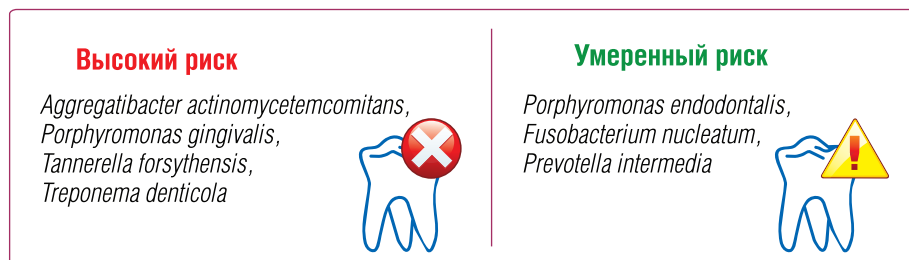 Высокий риск
Aggregatibacter actinomycetemcomitans,
Porphyromonas gingivalis,
Tannerella forsythensis,
Treponema denticola
Умеренный риск
Porphyromonas endodontalis,
Fusobacterium nucleatum,
Prevotella intermedia